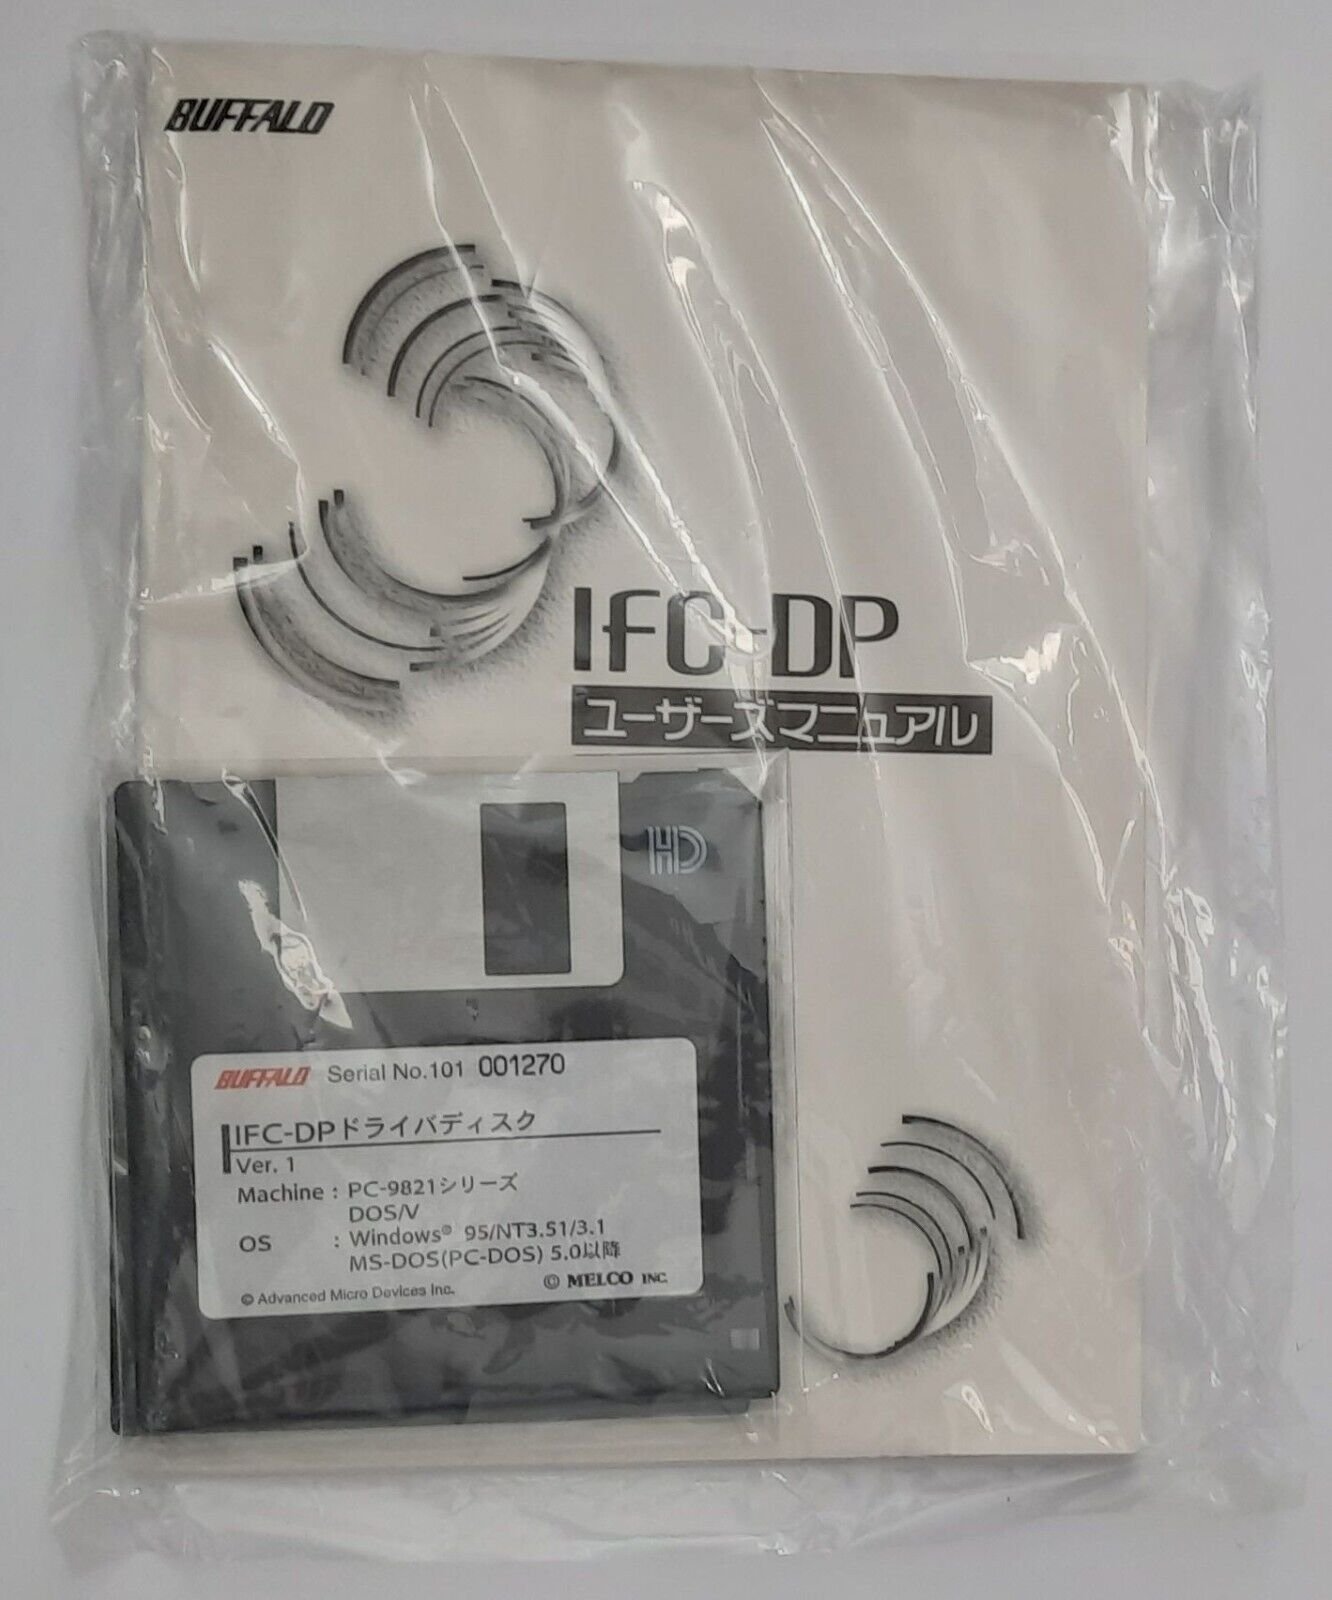 BUFFALO
IFC-DP
ユーザーズマニュアル
HD
BUFFALO Serial No.101 001270
IFC-DPドライバディスク
Ver. 1
Machine : PC-9821シリーズ
DOS/V
OS : Windows® 95/NT3.51/3.1
MS-DOS(PC-DOS) 5.0以降
© MELCO INC.
© Advanced Micro Devices Inc.